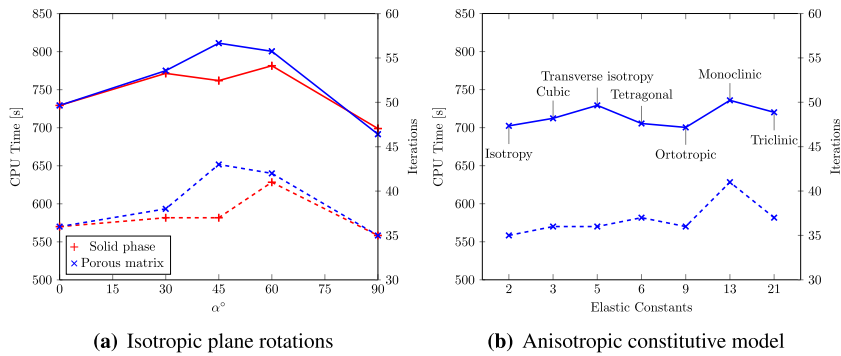 850
800
750
700
650
600
550
500
CPU Time [s]
60
55
50
45
40
35
30
Iterations
Solid phase
Porous matrix
0 15 30 45 60 75 90
α°
(a) Isotropic plane rotations
850
800
750
700
650
600
550
500
CPU Time [s]
60
55
50
45
40
35
30
Iterations
Monoclinic
Transverse isotropy
Cubic
Tetragonal
Triclinic
Isotropy
Ortotropic
2 3 5 6 9 13 21
Elastic Constants
(b) Anisotropic constitutive model